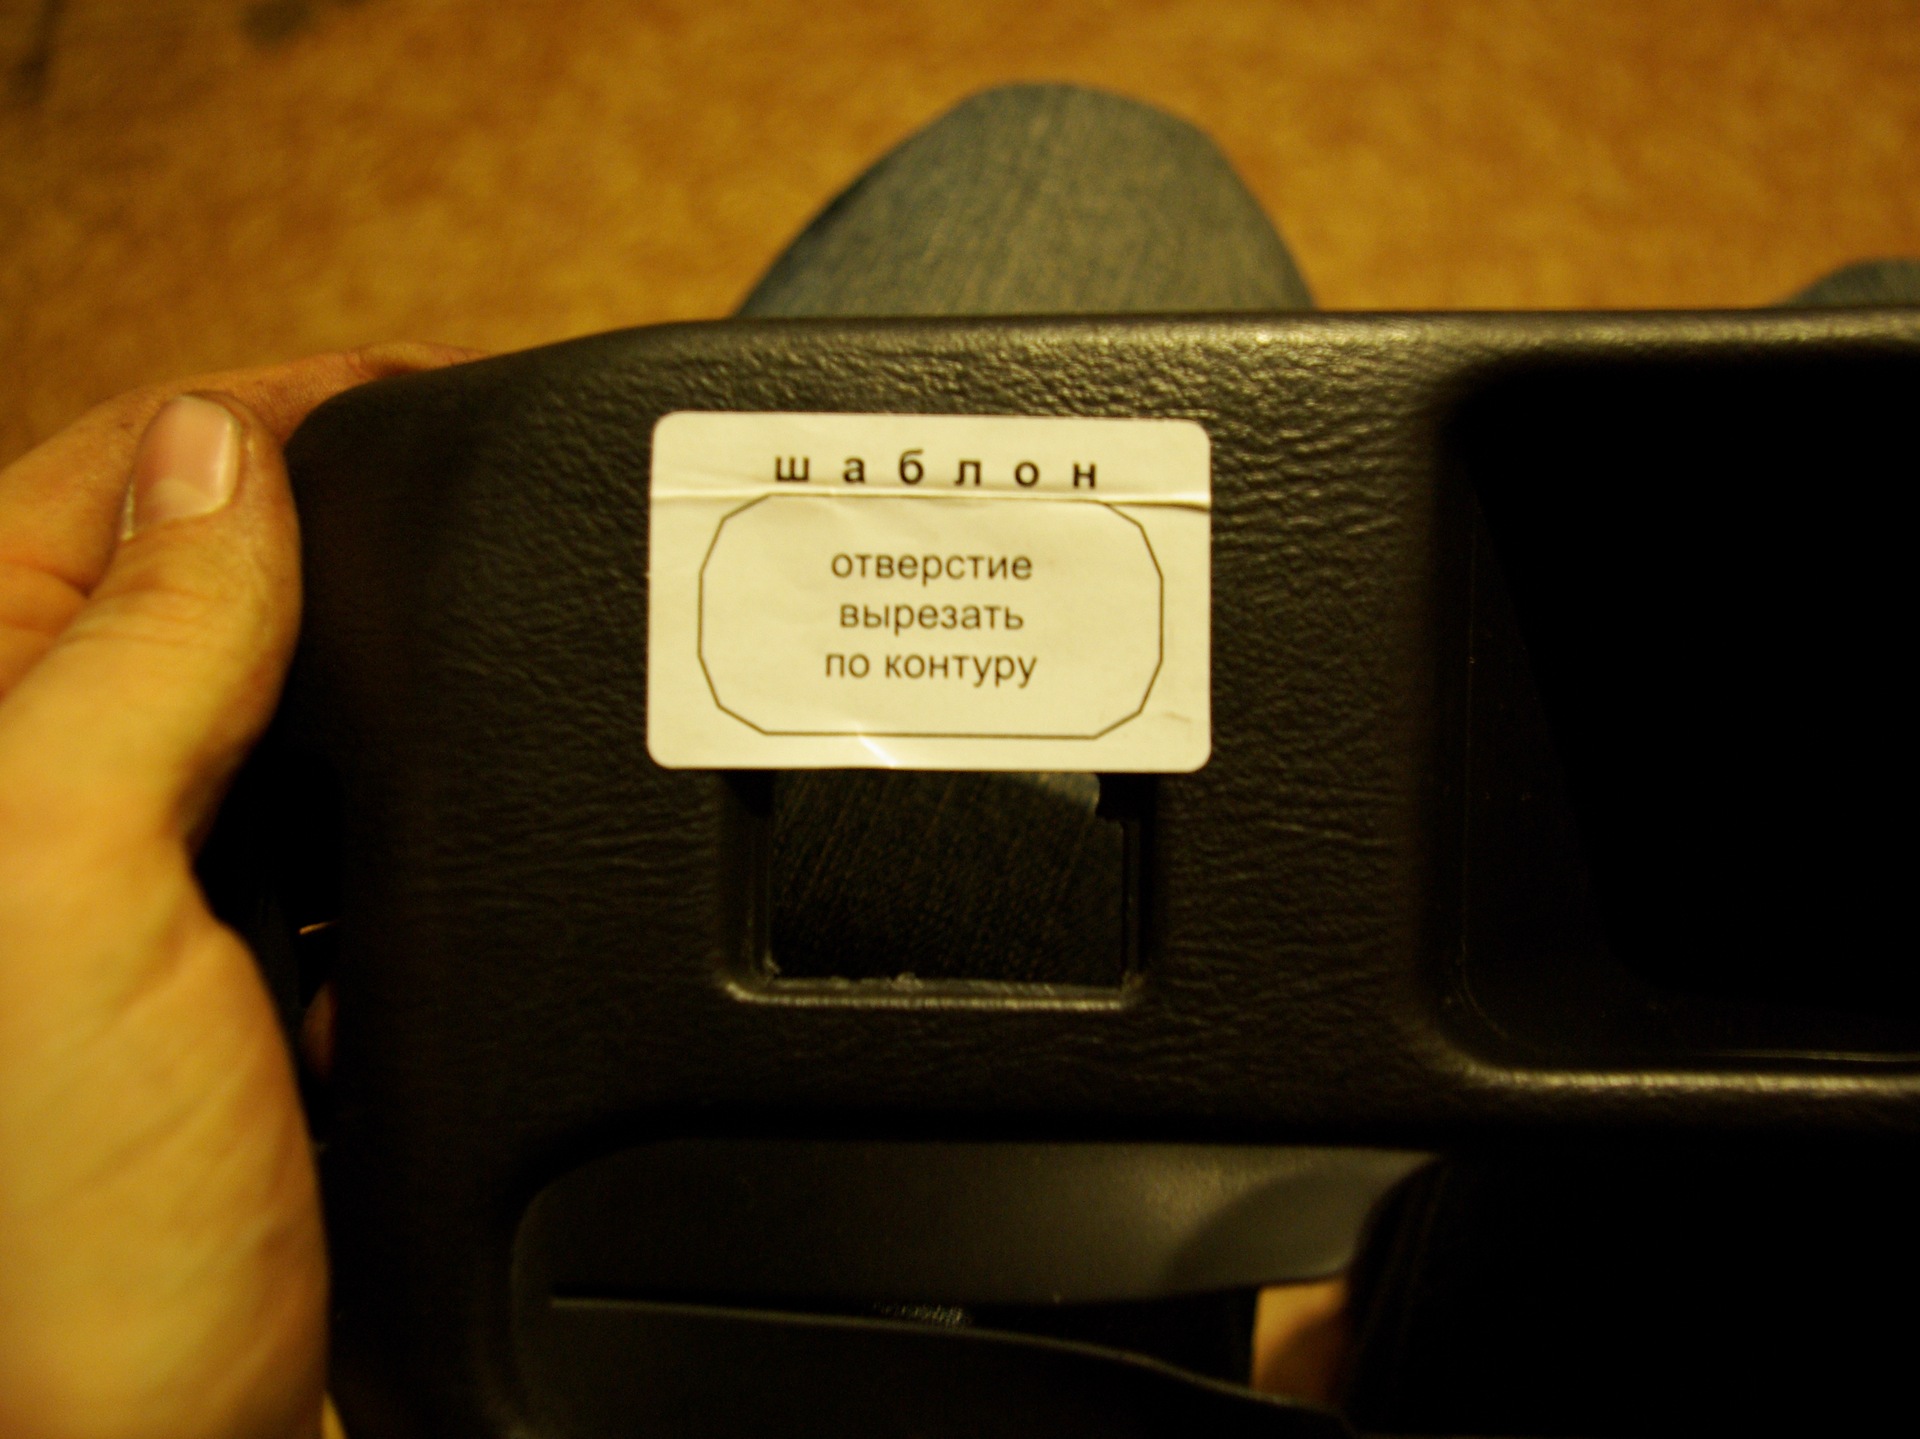 шаблон
отверстие
вырезать
по контуру